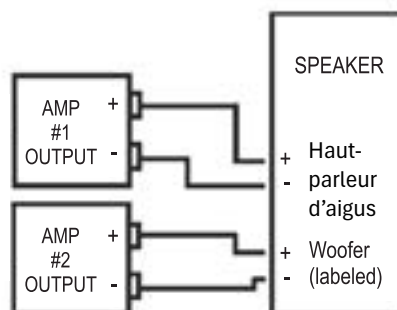 SPEAKER
AMP +
#1
OUTPUT -
+ Haut-
- parleur
d'aigus
AMP +
#2
OUTPUT -
+ Woofer
- (labeled)